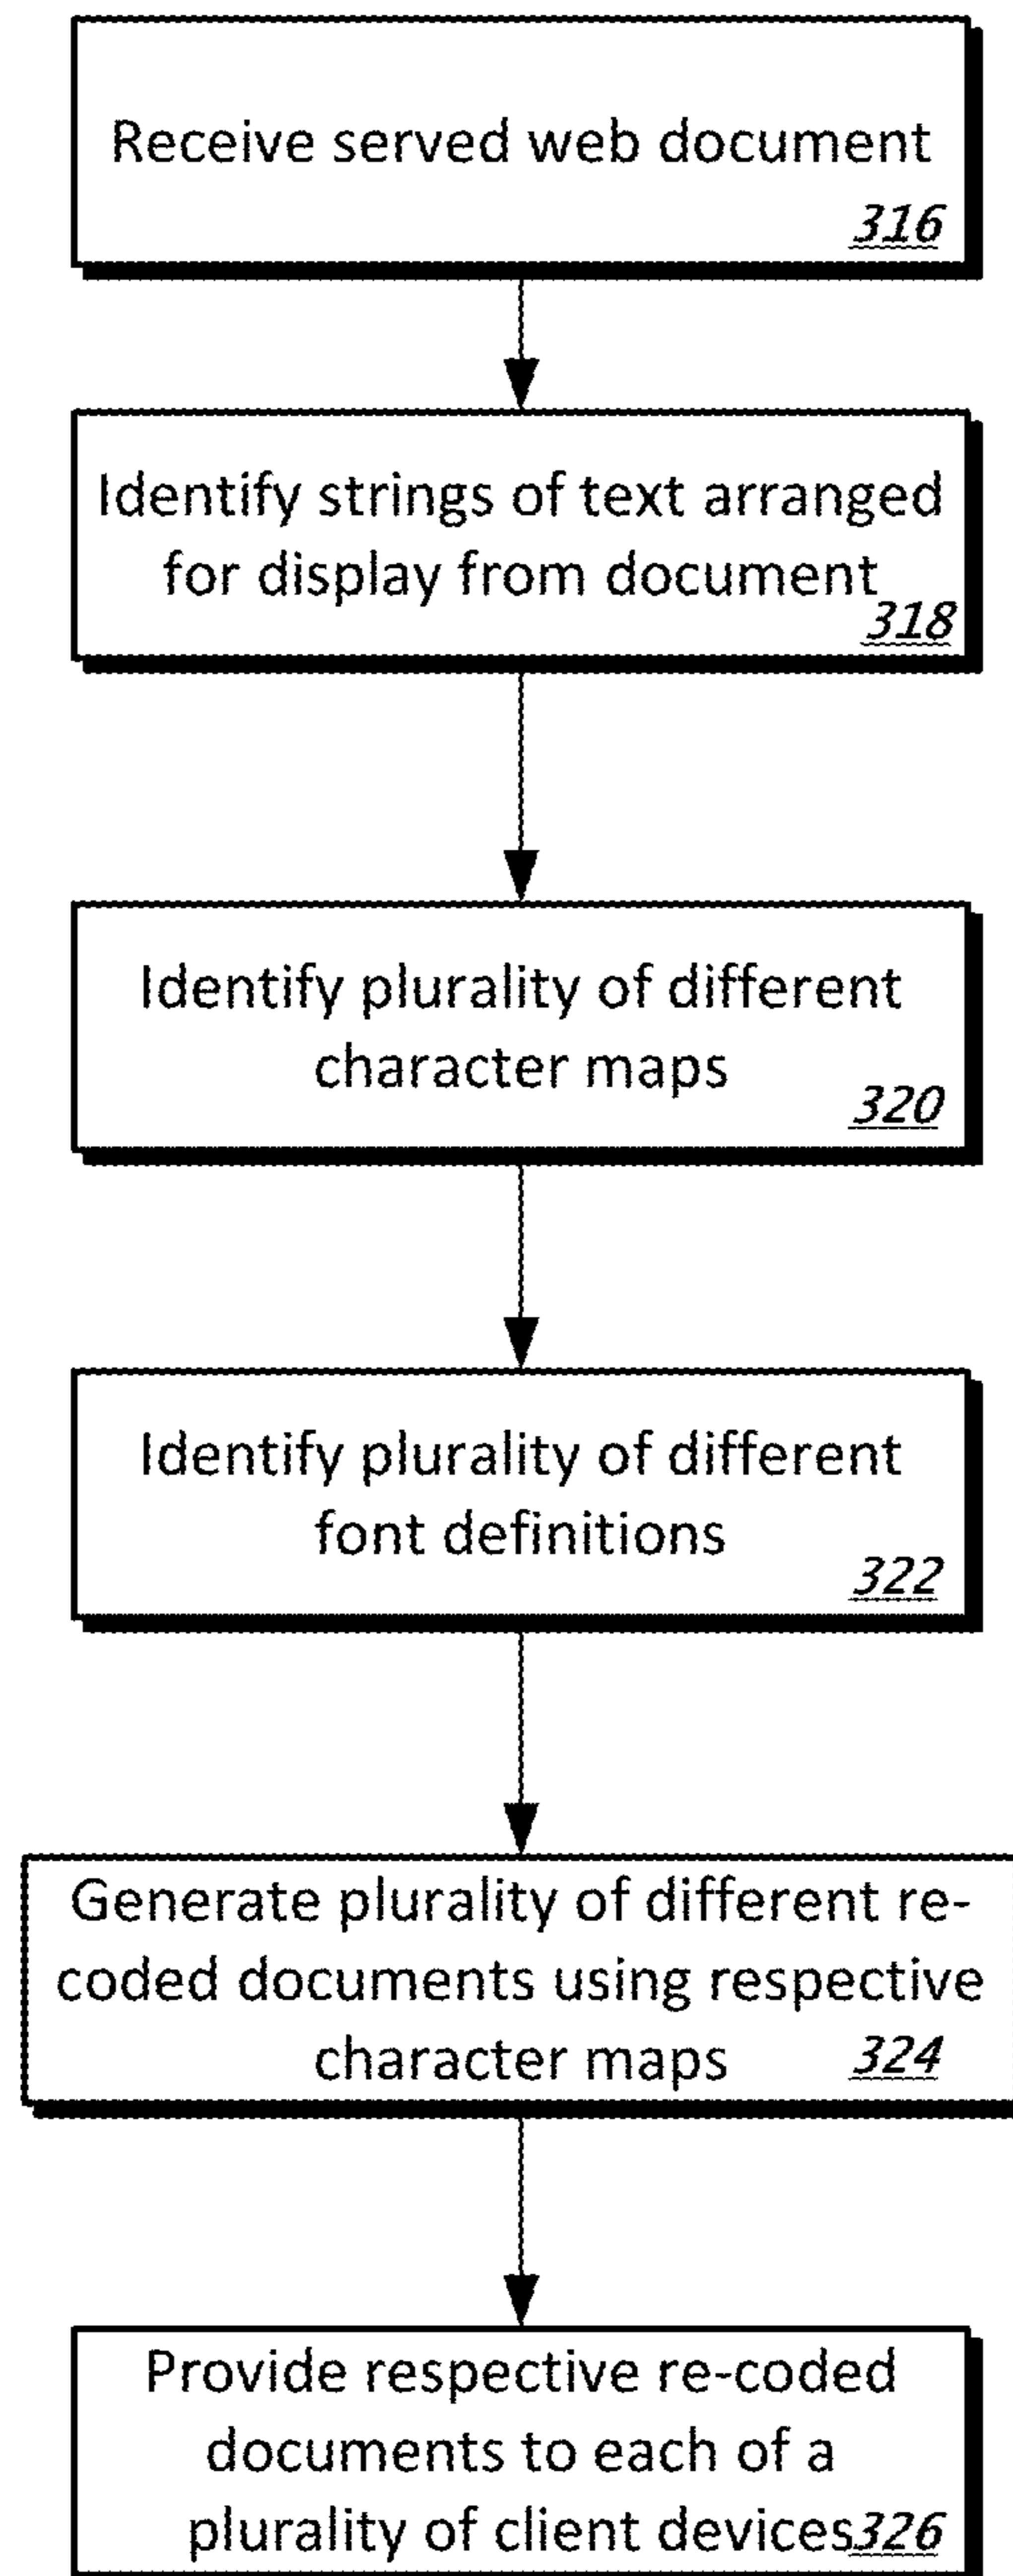 Receive served web document
316
Identify strings of text arranged
for display from document
318
Identify plurality of different
character maps
320
Identify plurality of different
font definitions
322
Generate plurality of different re-
coded documents using respective
character maps 324
Provide respective re-coded
documents to each of a
plurality of client devices 326